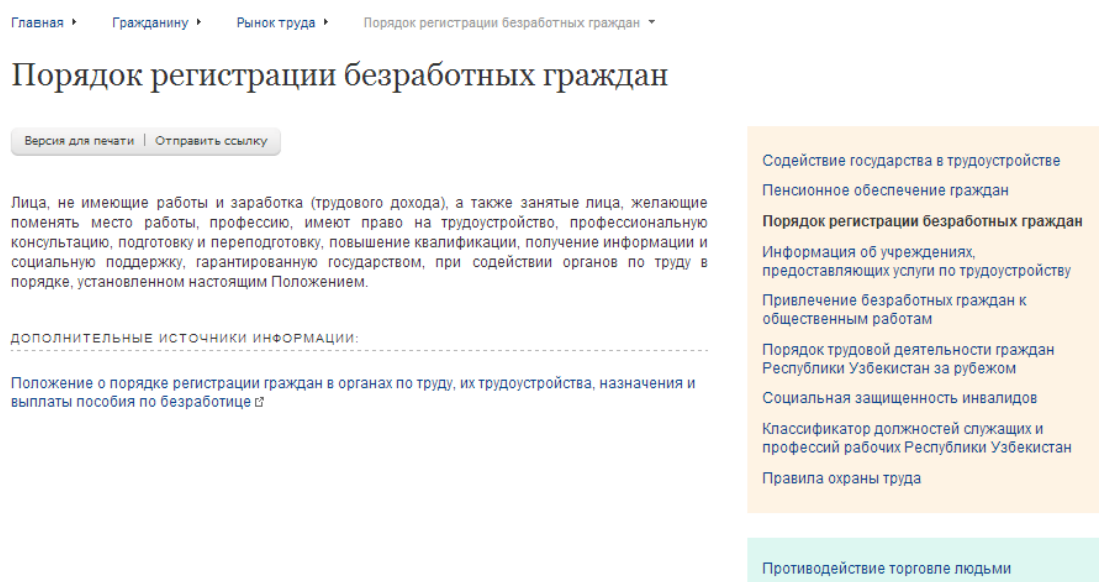 Главная Гражданину Рынок труда Порядок регистрации безработных граждан
Порядок регистрации безработных граждан
Версия для печати | Отправить ссылку
Лица, не имеющие работы и заработка (трудового дохода), а также занятые лица, желающие
поменять место работы, профессию, имеют право на трудоустройство, профессиональную
консультацию, подготовку и переподготовку, повышение квалификации, получение информации и
социальную поддержку, гарантированную государством, при содействии органов по труду в
порядке, установленном настоящим Положением.
ДОПОЛНИТЕЛЬНЫЕ ИСТОЧНИКИ ИНФОРМАЦИИ:
Положение о порядке регистрации граждан в органах по труду, их трудоустройства, назначения и
выплаты пособия по безработице
Содействие государства в трудоустройстве
Пенсионное обеспечение граждан
Порядок регистрации безработных граждан
Информация об учреждениях,
предоставляющих услуги по трудоустройству
Привлечение безработных граждан к
общественным работам
Порядок трудовой деятельности граждан
Республики Узбекистан за рубежом
Социальная защищенность инвалидов
Классификатор должностей служащих и
профессий рабочих Республики Узбекистан
Правила охраны труда
Противодействие торговле людьми